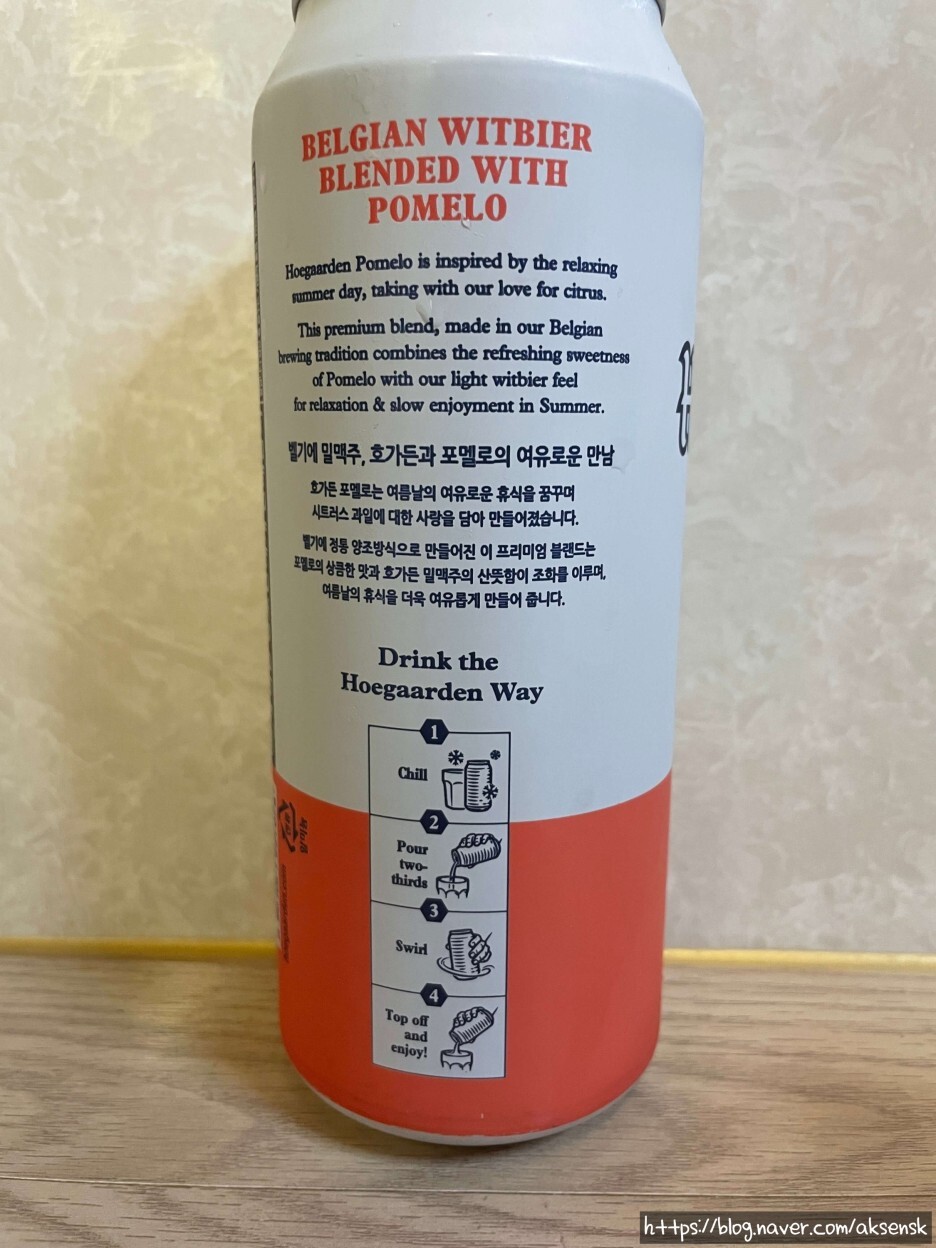 BELGIAN WITBIER
BLENDED WITH
POMELO
Hoegaarden Pomelo is inspired by the relaxing
summer day, taking with our love for citrus.
This premium blend, made in our Belgian
brewing tradition combines the refreshing sweetness
of Pomelo with our light witbier feel
for relaxation & slow enjoyment in Summer.
벨기에 밀맥주, 호가든과 포멜로의 여유로운 만남
호가든 포멜로는 여름날의 여유로운 휴식을 꿈꾸며
시트러스 과일에 대한 사랑을 담아 만들어졌습니다.
벨기에 정통 양조방식으로 만들어진 이 프리미엄 블랜드는
포멜로의 상큼한 맛과 호가든 밀맥주의 산뜻함이 조화를 이루며,
여름날의 휴식을 더욱 여유롭게 만들어 줍니다.
Drink the
Hoegaarden Way
1
Chill
2
Pour
two-
thirds
3
Swirl
4
Top off
and
enjoy!
https://blog.naver.com/aksensk